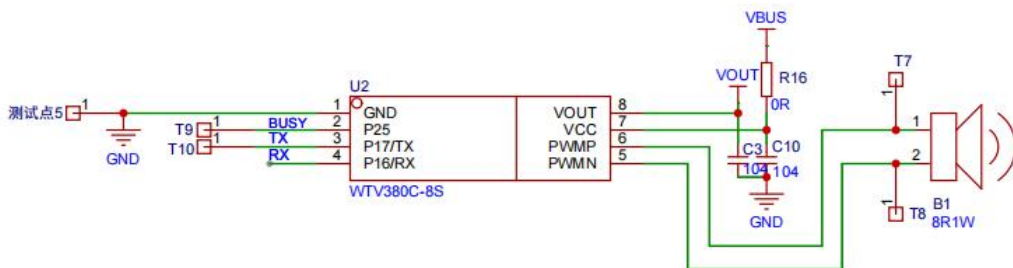 VBUS
T7
U2
VOUT
R16
1
测试点5
1
1
GND
VOUT
8
0R
T9
1
BUSY
2
P25
VCC
7
1
T10
1
TX
3
P17/TX
PWMP
6
C3
C10
GND
RX
4
P16/RX
PWMN
5
104
104
2
WTV380C-8S
GND
1
T8
B1
8R1W